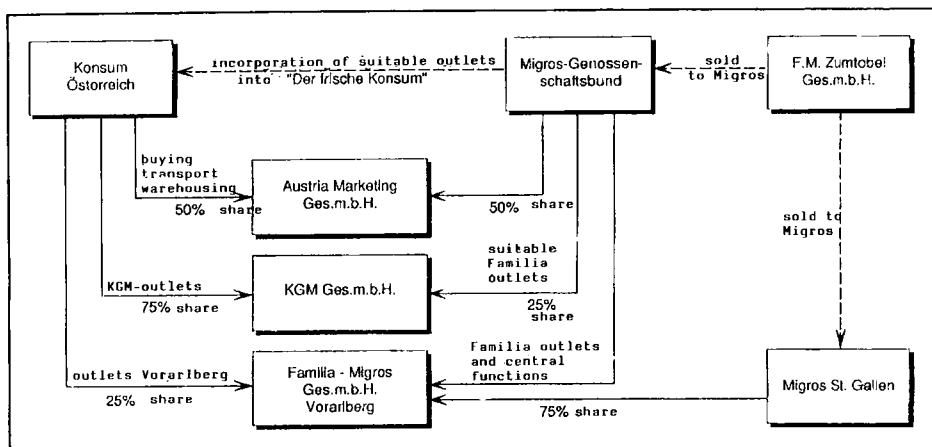 Konsum
Österreich
incorporation of suitable outlets
into "Der frische Konsum"
Migros-Genossen-
schaftsbund
sold
to Migros
F.M. Zumtobel
Ges.m.b.H.
buying
transport
warehousing
50% share
Austria Marketing
Ges.m.b.H.
50% share
sold to
Migros
suitable
Familia
Outlets
KGM-outlets
75% share
KGM Ges.m.b.H.
25%
share
Familia outlets
and central
functions
outlets Vorarlberg
25% share
Familia - Migros
Ges.m.b.H.
Vorarlberg
75% share
Migros St. Gallen